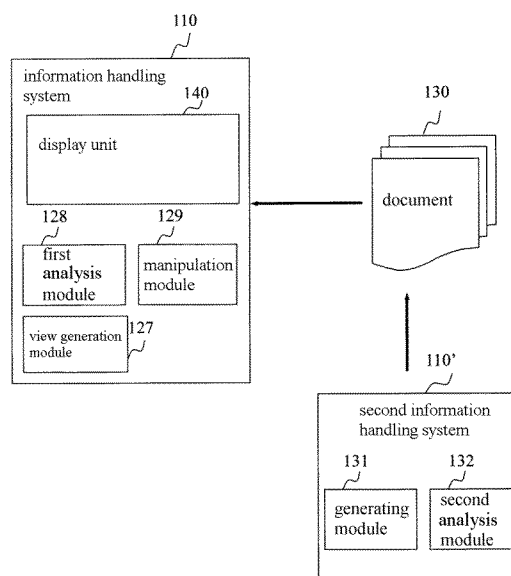 110
information handling
system
140
display unit
128
first
analysis
module
129
manipulation
module
view generation
module
127
130
document
110’
second information
handling system
131
generating
module
132
second
analysis
module